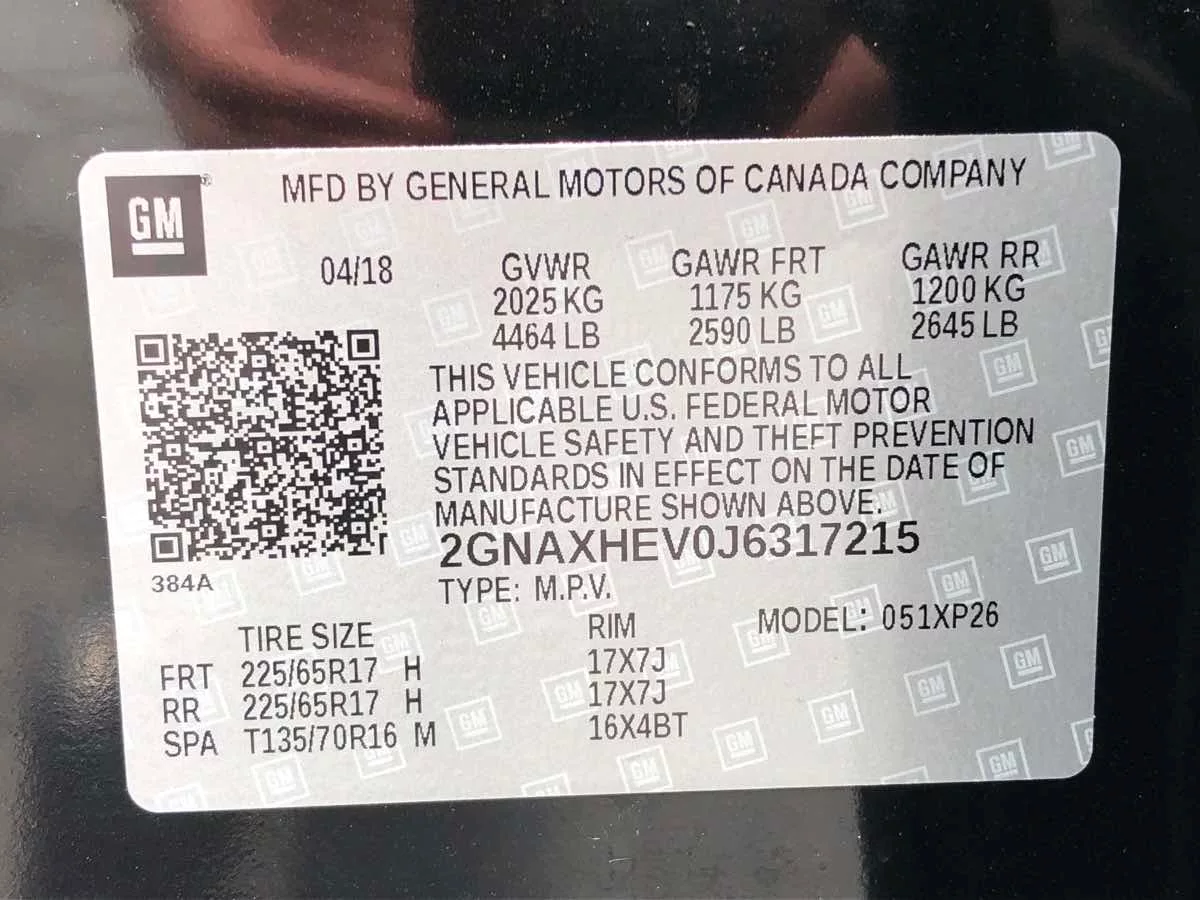 GM
MFD BY GENERAL MOTORS OF CANADA COMPANY
04/18 GVWR GAWR FRT GAWR RR
2025 KG 1175 KG 1200 KG
4464 LB 2590 LB 2645 LB
THIS VEHICLE CONFORMS TO ALL
APPLICABLE U.S. FEDERAL MOTOR
VEHICLE SAFETY AND THEFT PREVENTION
STANDARDS IN EFFECT ON THE DATE OF
MANUFACTURE SHOWN ABOVE.
2GNAXHEV0J6317215
384A
TYPE: M.P.V.
TIRE SIZE RIM MODEL: 051XP26
FRT 225/65R17 H 17X7J
RR 225/65R17 H 17X7J
SPA T135/70R16 M 16X4BT